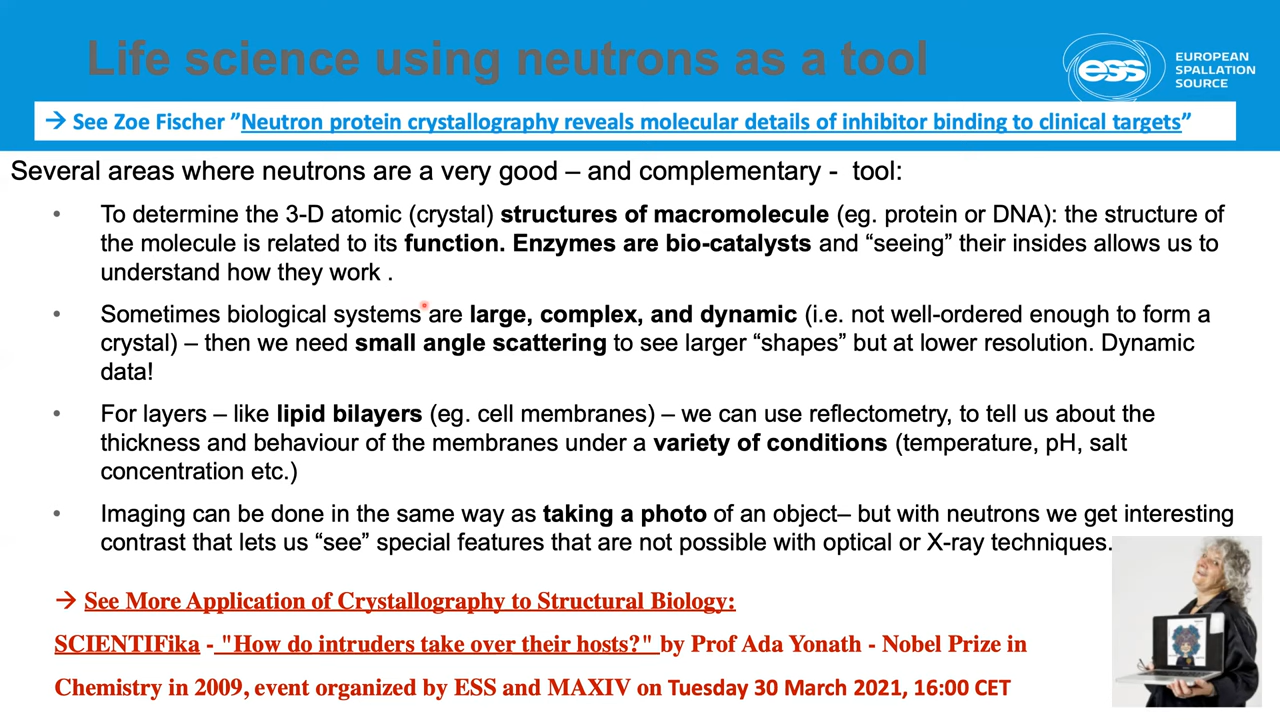 Life science using neutrons as a tool
ess
EUROPEAN
SPALLATION
SOURCE
→ See Zoe Fischer ”Neutron protein crystallography reveals molecular details of inhibitor binding to clinical targets”
Several areas where neutrons are a very good – and complementary - tool:
• To determine the 3-D atomic (crystal) structures of macromolecule (eg. protein or DNA): the structure of
the molecule is related to its function. Enzymes are bio-catalysts and “seeing” their insides allows us to
understand how they work .
• Sometimes biological systems are large, complex, and dynamic (i.e. not well-ordered enough to form a
crystal) – then we need small angle scattering to see larger “shapes” but at lower resolution. Dynamic
data!
• For layers – like lipid bilayers (eg. cell membranes) – we can use reflectometry, to tell us about the
thickness and behaviour of the membranes under a variety of conditions (temperature, pH, salt
concentration etc.)
• Imaging can be done in the same way as taking a photo of an object– but with neutrons we get interesting
contrast that lets us “see” special features that are not possible with optical or X-ray techniques.
→ See More Application of Crystallography to Structural Biology:
SCIENTIFika - "How do intruders take over their hosts?" by Prof Ada Yonath - Nobel Prize in
Chemistry in 2009, event organized by ESS and MAXIV on Tuesday 30 March 2021, 16:00 CET